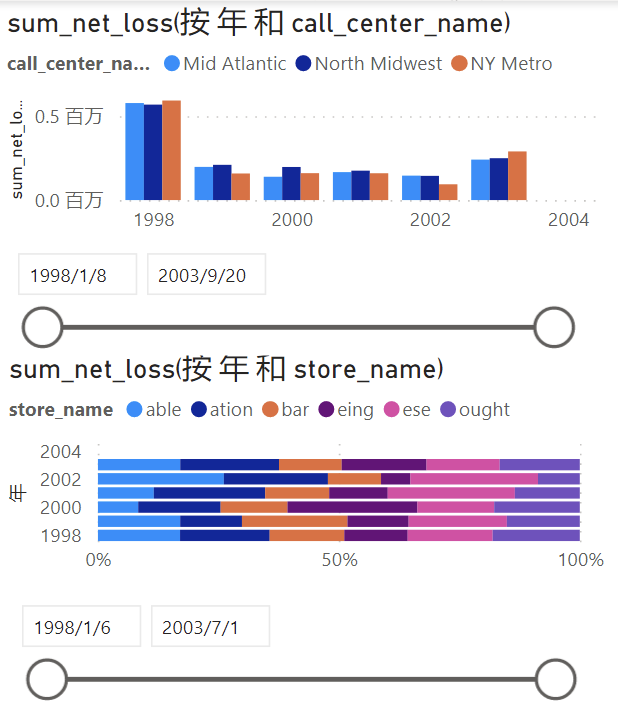 sum_net_loss(按 年 和 call_center_name)
call_center_na... Mid Atlantic North Midwest NY Metro
sum_net_lo...
0.5 百万
0.0 百万
1998 2000 2002 2004
1998/1/8 2003/9/20
sum_net_loss(按 年 和 store_name)
store_name able ation bar eing ese ought
年
2004
2002
2000
1998
0% 50% 100%
1998/1/6 2003/7/1